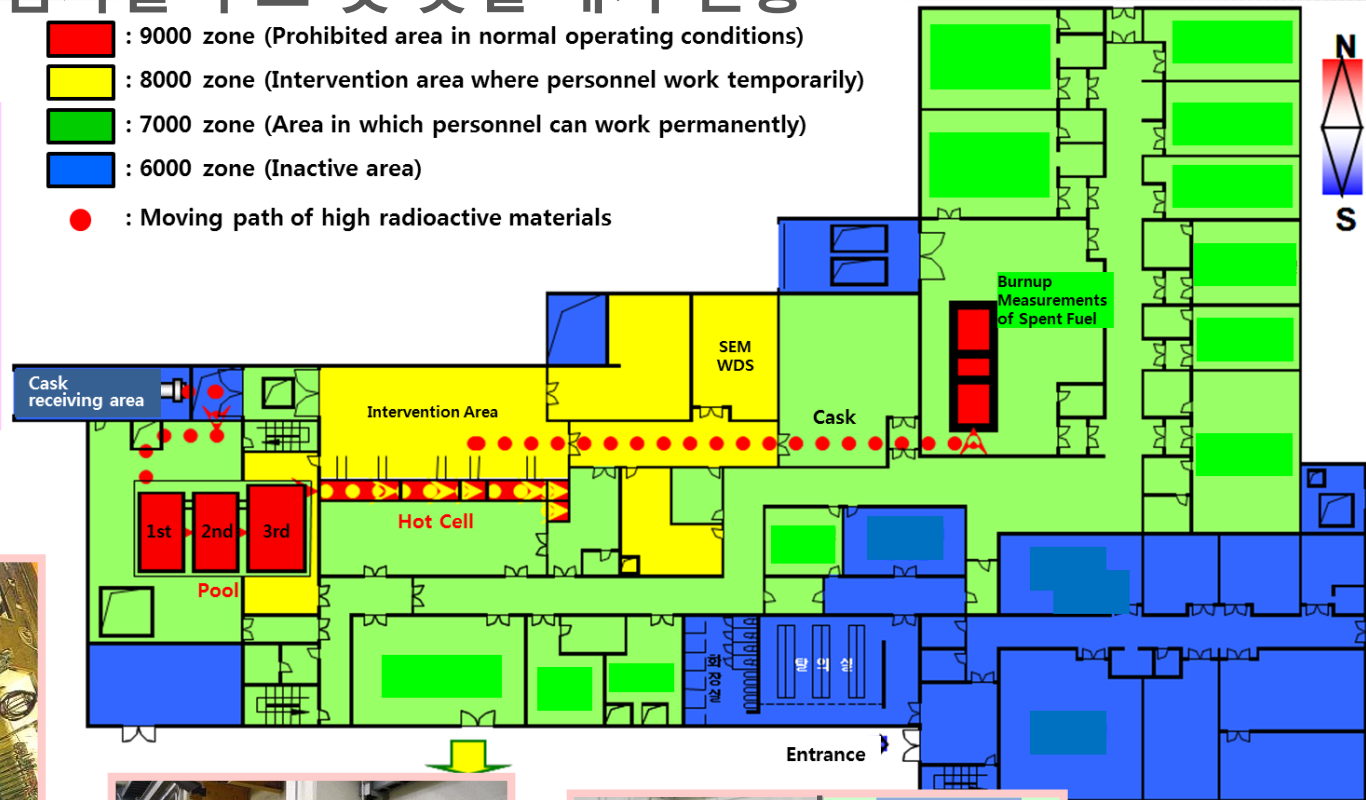 : 9000 zone (Prohibited area in normal operating conditions)
: 8000 zone (Intervention area where personnel work temporarily)
: 7000 zone (Area in which personnel can work permanently)
: 6000 zone (Inactive area)
: Moving path of high radioactive materials
N
S
Burnup
Measurements
of Spent Fuel
SEM
WDS
Cask
receiving area
Intervention Area
Cask
Hot Cell
1st
2nd
3rd
Pool
화장실
탈의실
Entrance